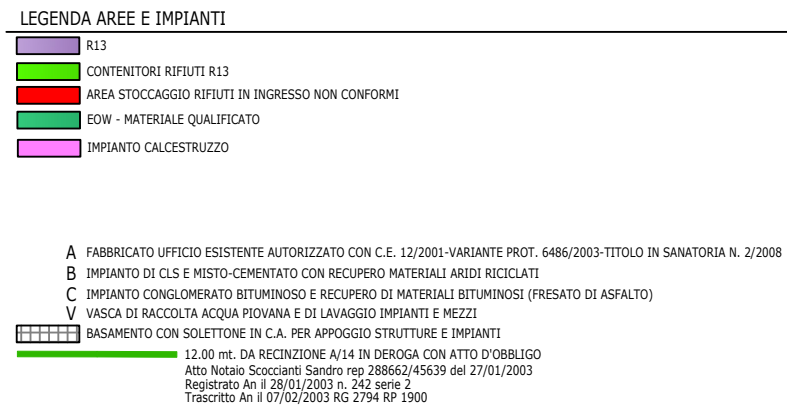 LEGENDA AREE E IMPIANTI
R13
CONTENITORI RIFIUTI R13
AREA STOCCAGGIO RIFIUTI IN INGRESSO NON CONFORMI
EOW - MATERIALE QUALIFICATO
IMPIANTO CALCESTRUZZO
A FABBRICATO UFFICIO ESISTENTE AUTORIZZATO CON C.E. 12/2001-VARIANTE PROT. 6486/2003-TITOLO IN SANATORIA N. 2/2008
B IMPIANTO DI CLS E MISTO-CEMENTATO CON RECUPERO MATERIALI ARIDI RICICLATI
C IMPIANTO CONGLOMERATO BITUMINOSO E RECUPERO DI MATERIALI BITUMINOSI (FRESATO DI ASFALTO)
V VASCA DI RACCOLTA ACQUA PIOVANA E DI LAVAGGIO IMPIANTI E MEZZI
BASAMENTO CON SOLETTONE IN C.A. PER APPOGGIO STRUTTURE E IMPIANTI
12.00 mt. DA RECINZIONE A/14 IN DEROGA CON ATTO D'OBBLIGO
Atto Notaio Scoccianti Sandro rep 288662/45639 del 27/01/2003
Registrato An il 28/01/2003 n. 242 serie 2
Trascritto An il 07/02/2003 RG 2794 RP 1900